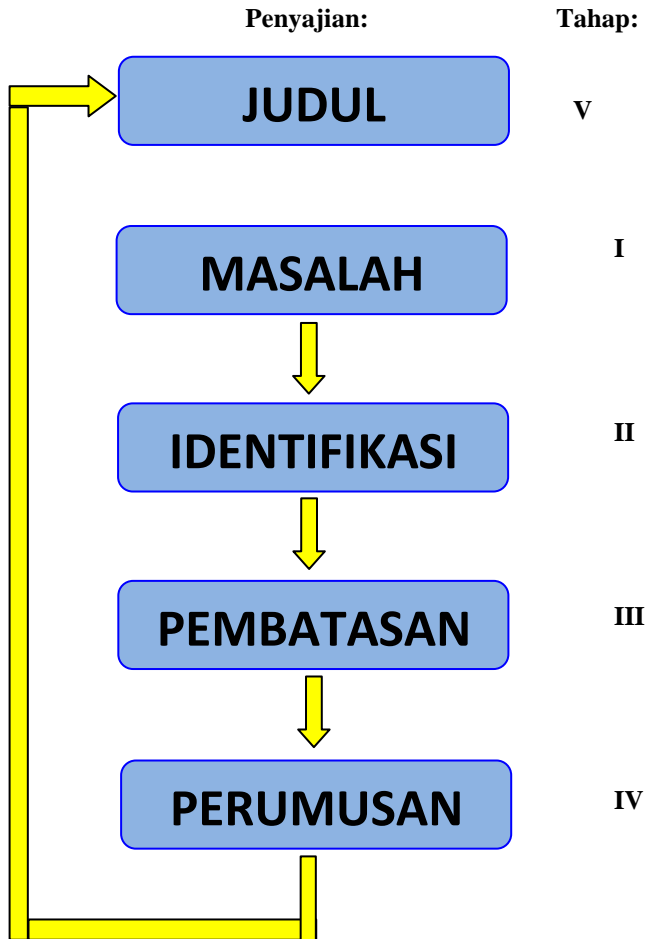 Penyajian: Tahap:
JUDUL V
MASALAH I
IDENTIFIKASI II
PEMBATASAN III
PERUMUSAN IV